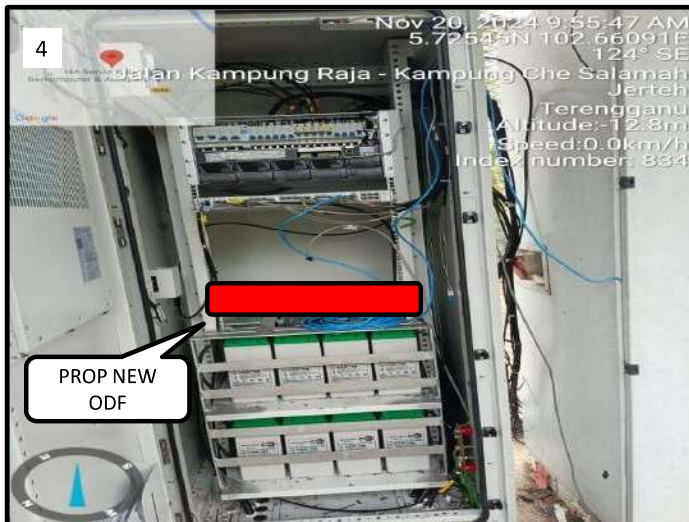 4
Nov 20, 2024 9:55:47 AM
5.72545N 102.66091E
124° SE
Jalan Kampung Raja - Kampung Che Salamah
Jerteh
Terengganu
Altitude:-12.8m
Speed:0.0km/h
Index number: 834
PROP NEW
ODF